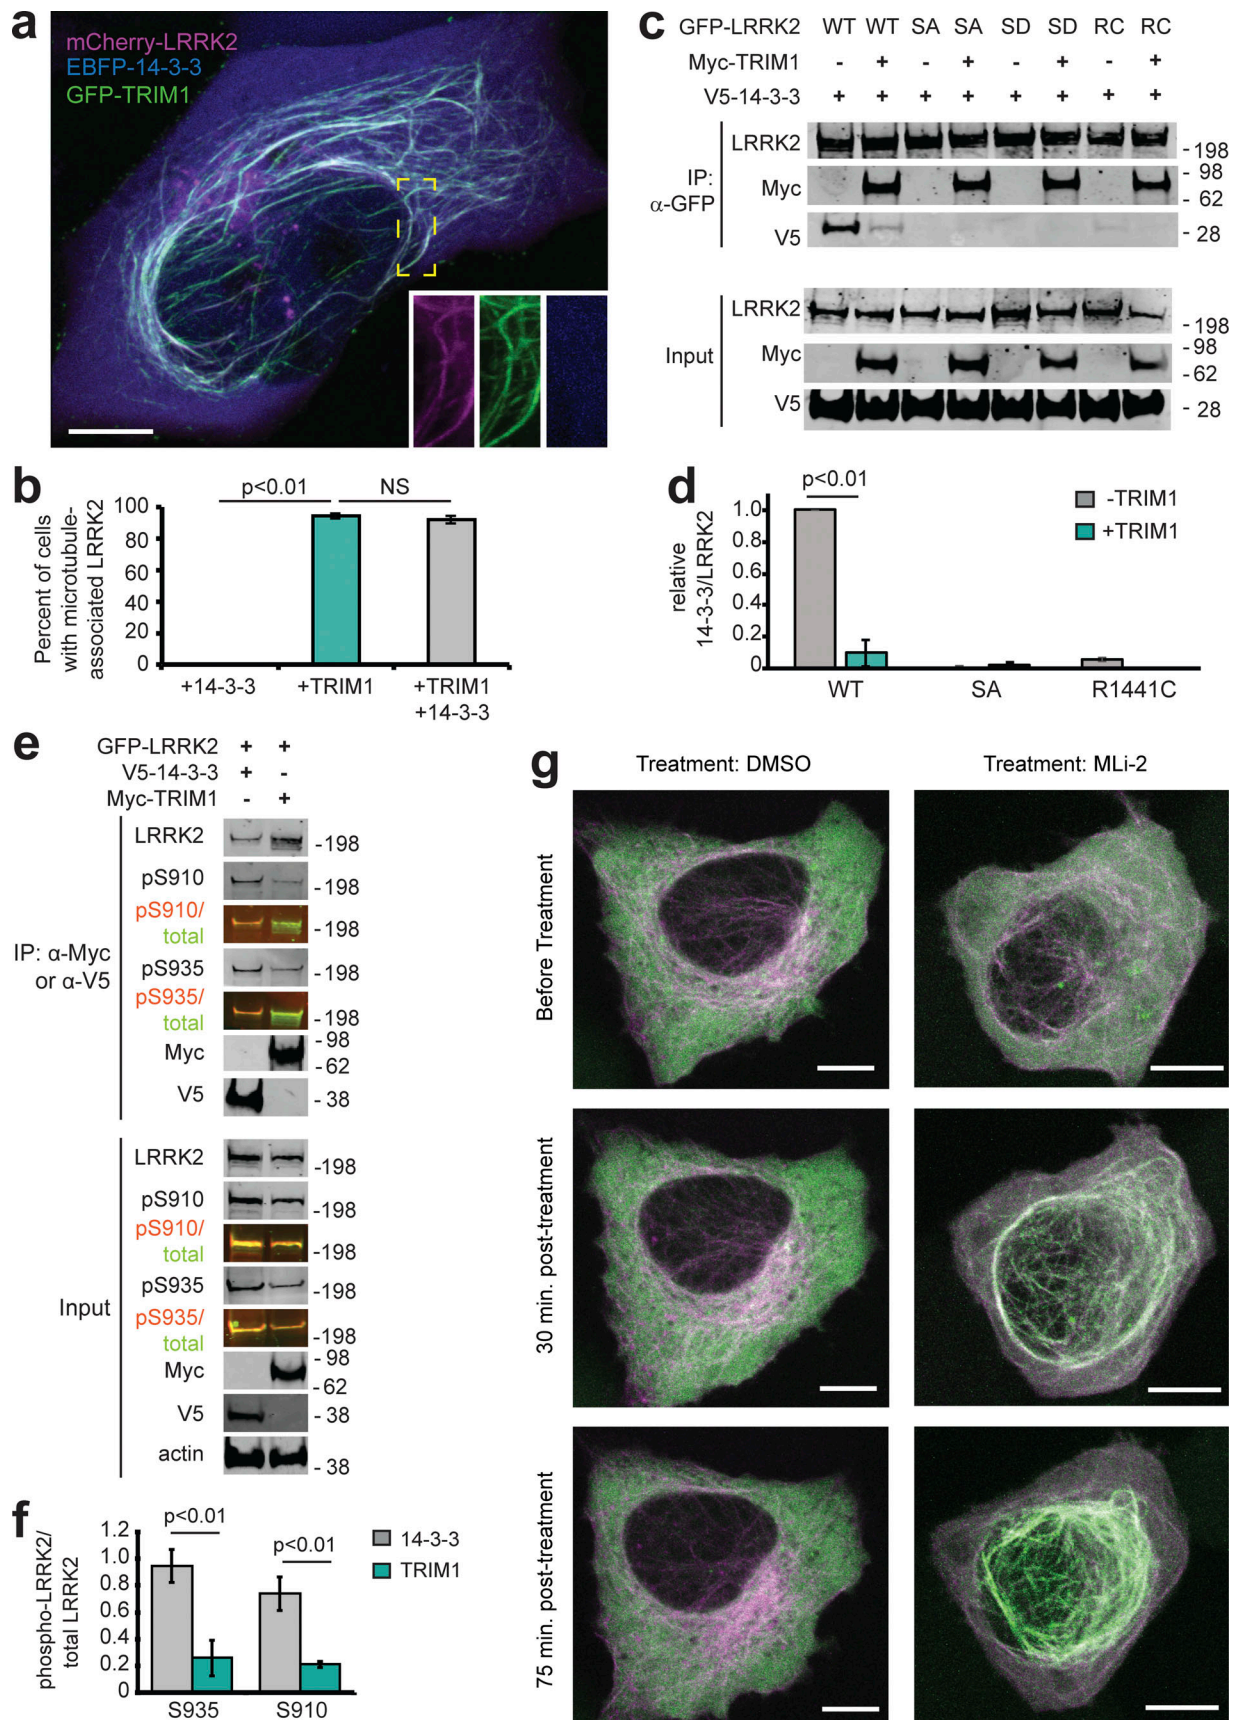 a
mCherry-LRRK2
EBFP-14-3-3
GFP-TRIM1
b
Percent of cells
with microtubule-
associated LRRK2
100
80
60
40
20
0
p<0.01
NS
+14-3-3
+TRIM1
+TRIM1
+14-3-3
c
GFP-LRRK2 WT WT SA SA SD SD RC RC
Myc-TRIM1 - + - + - + - +
V5-14-3-3 + + + + + + + +
IP:
α-GFP
LRRK2 - 198
Myc - 98
- 62
V5 - 28
Input
LRRK2 - 198
Myc - 98
- 62
V5 - 28
d
relative
14-3-3/LRRK2
1.0
0.8
0.6
0.4
0.2
0
p<0.01
-TRIM1
+TRIM1
WT SA R1441C
e
GFP-LRRK2 + +
V5-14-3-3 + -
Myc-TRIM1 - +
IP: α-Myc
or α-V5
LRRK2 -198
pS910 -198
pS910/
total -198
pS935 -198
pS935/
total -198
Myc -98
-62
V5 - 38
Input
LRRK2 -198
pS910 -198
pS910/
total -198
pS935 -198
pS935/
total -198
Myc - 98
- 62
V5 - 38
actin - 38
f
phospho-LRRK2/
total LRRK2
1.2
1.0
0.8
0.6
0.4
0.2
0
p<0.01
p<0.01
14-3-3
TRIM1
S935 S910
g
Treatment: DMSO Treatment: MLi-2
Before Treatment
30 min. post-treatment
75 min. post-treatment